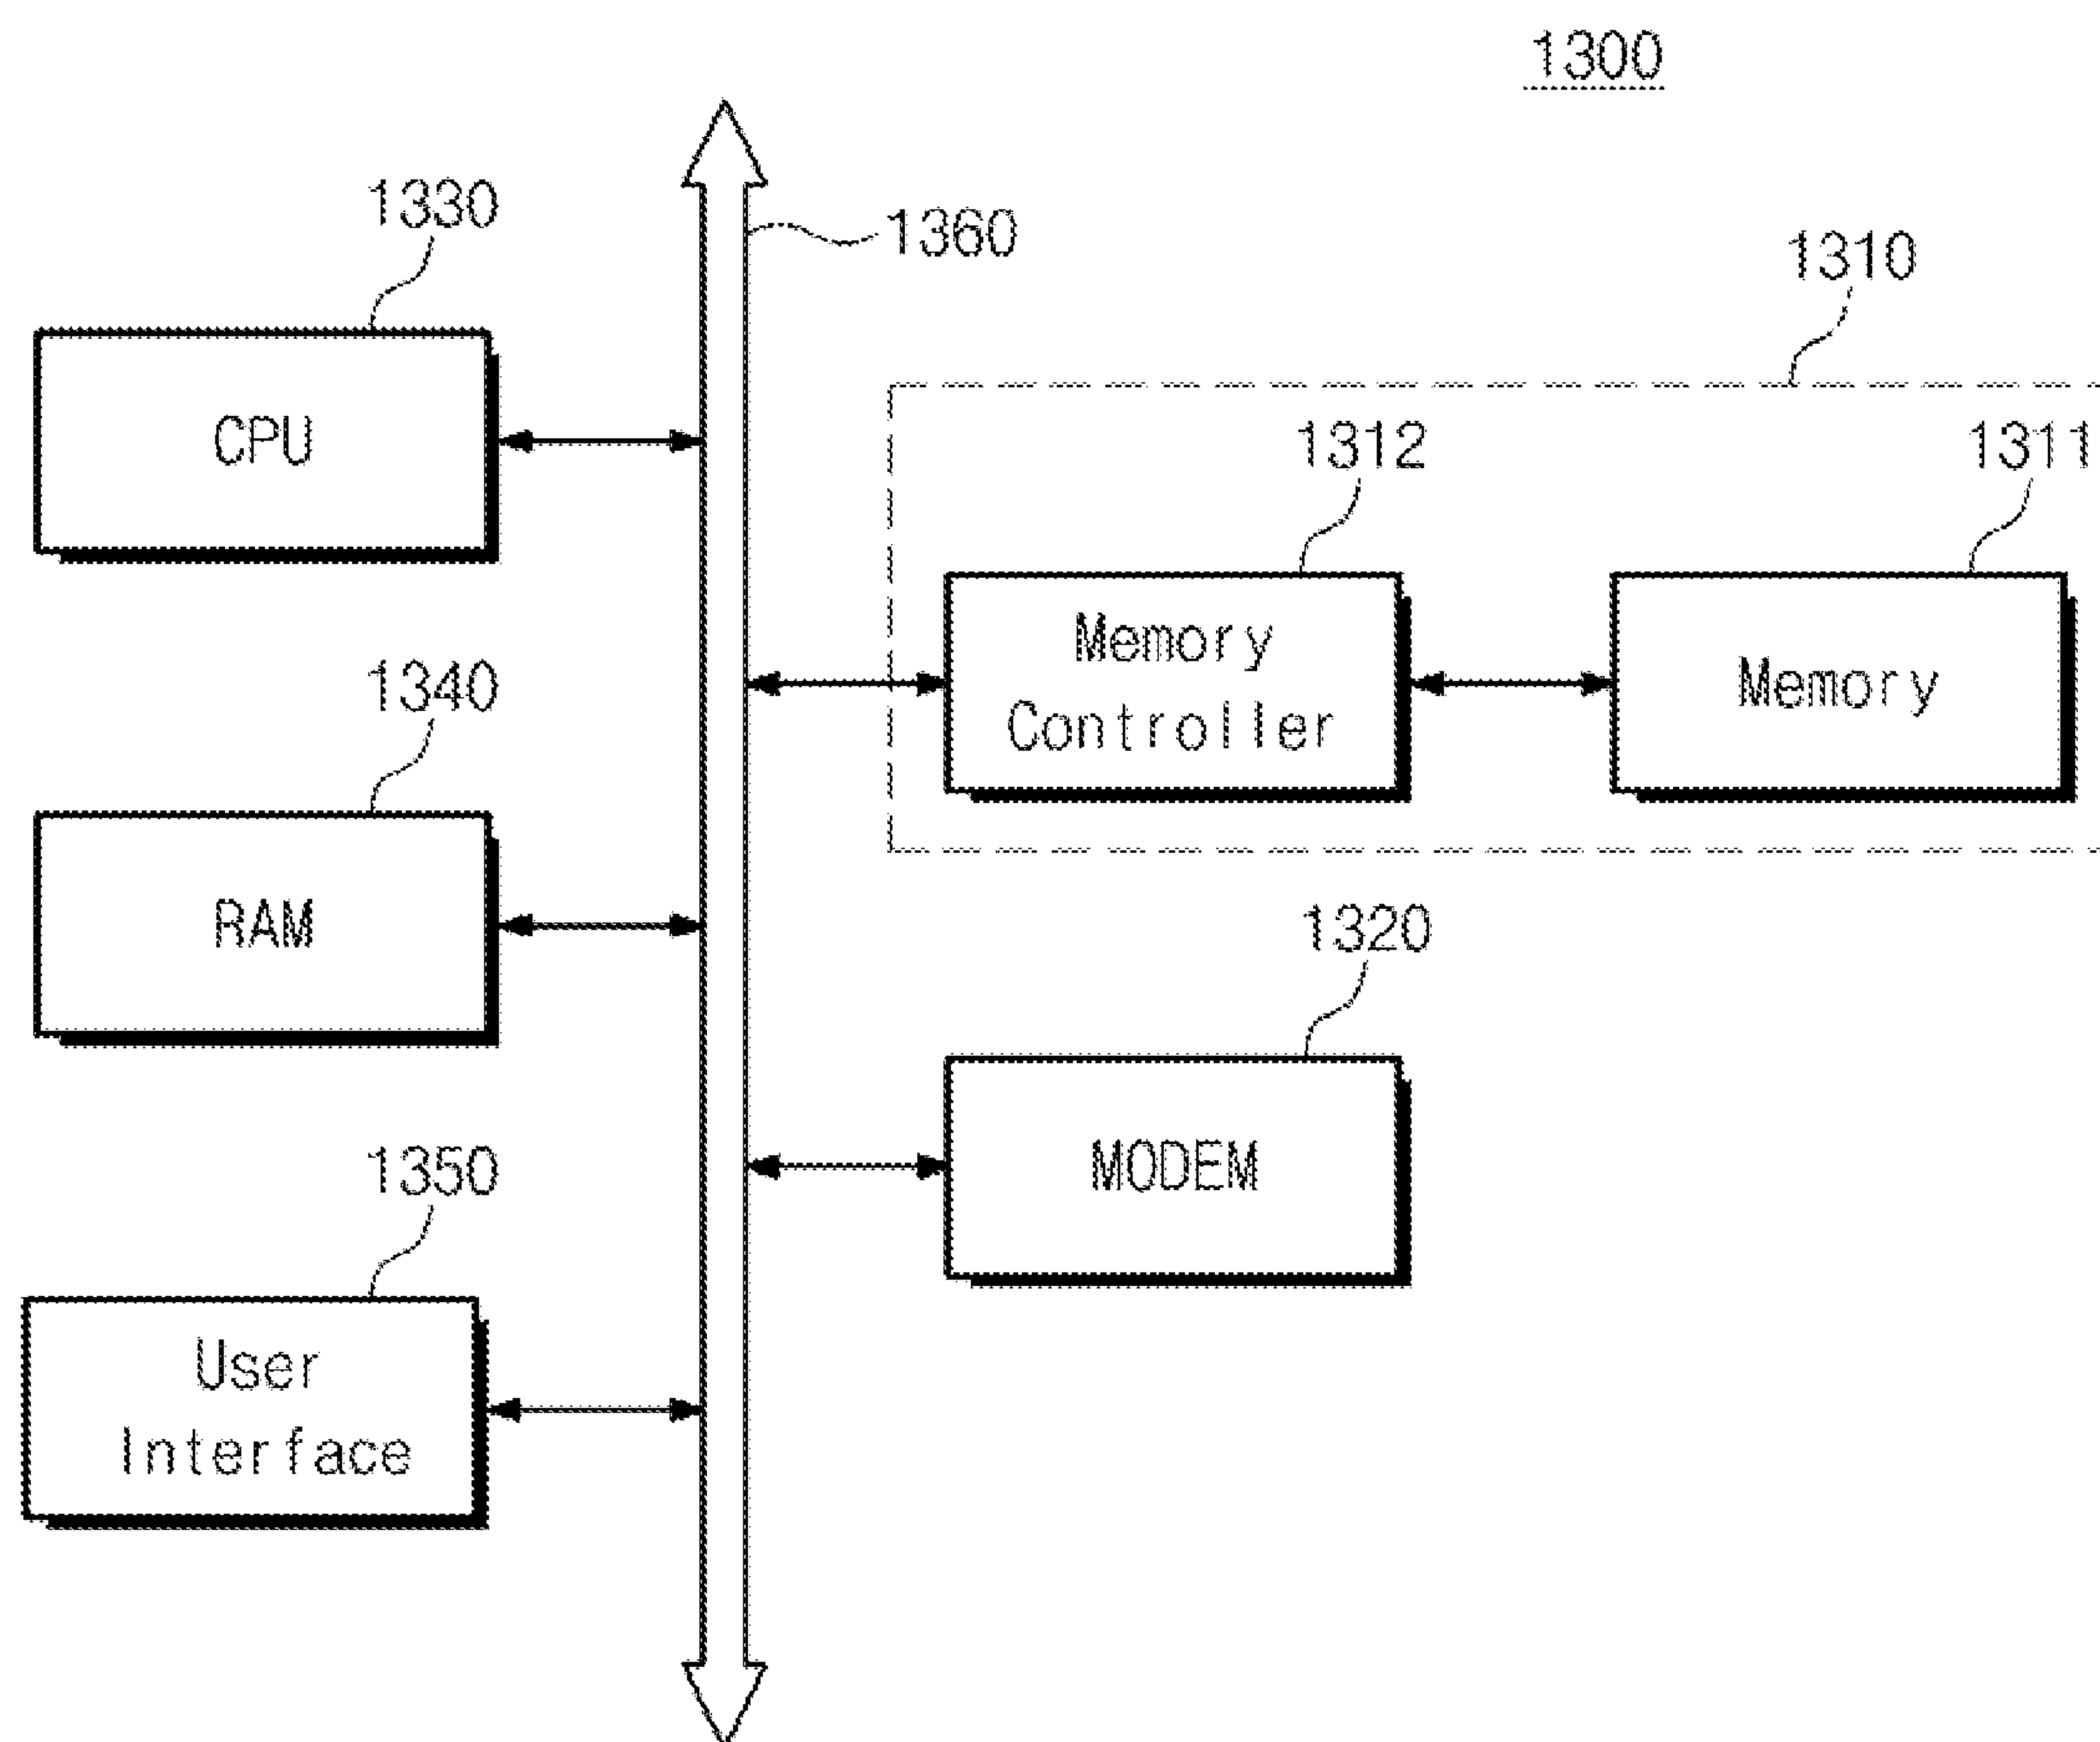 1300
1330
1360
1310
CPU
1312
1311
Memory
Controller
Memory
1340
RAM
1320
MODEM
1350
User
Interface